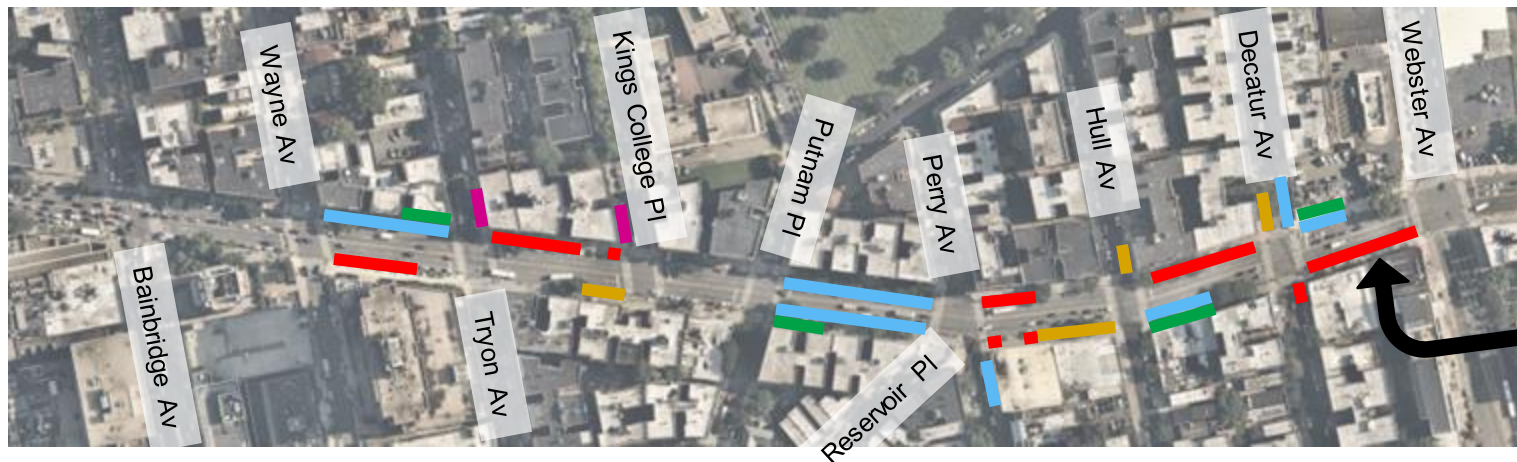 Wayne Av
Kings College Pl
Putnam Pl
Perry Av
Hull Av
Decatur Av
Webster Av
Bainbridge Av
Tryon Av
Reservoir Pl